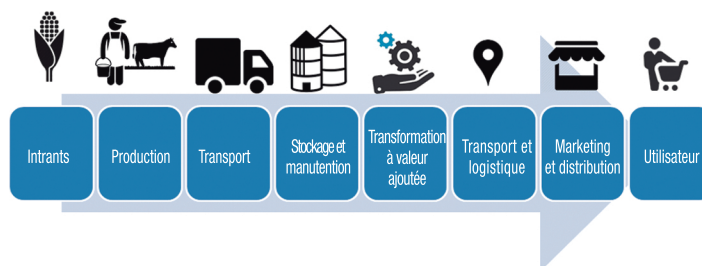 Intrants
Production
Transport
Stockage et
manutention
Transformation
à valeur
ajoutée
Transport et
logistique
Marketing
et distribution
Utilisateur